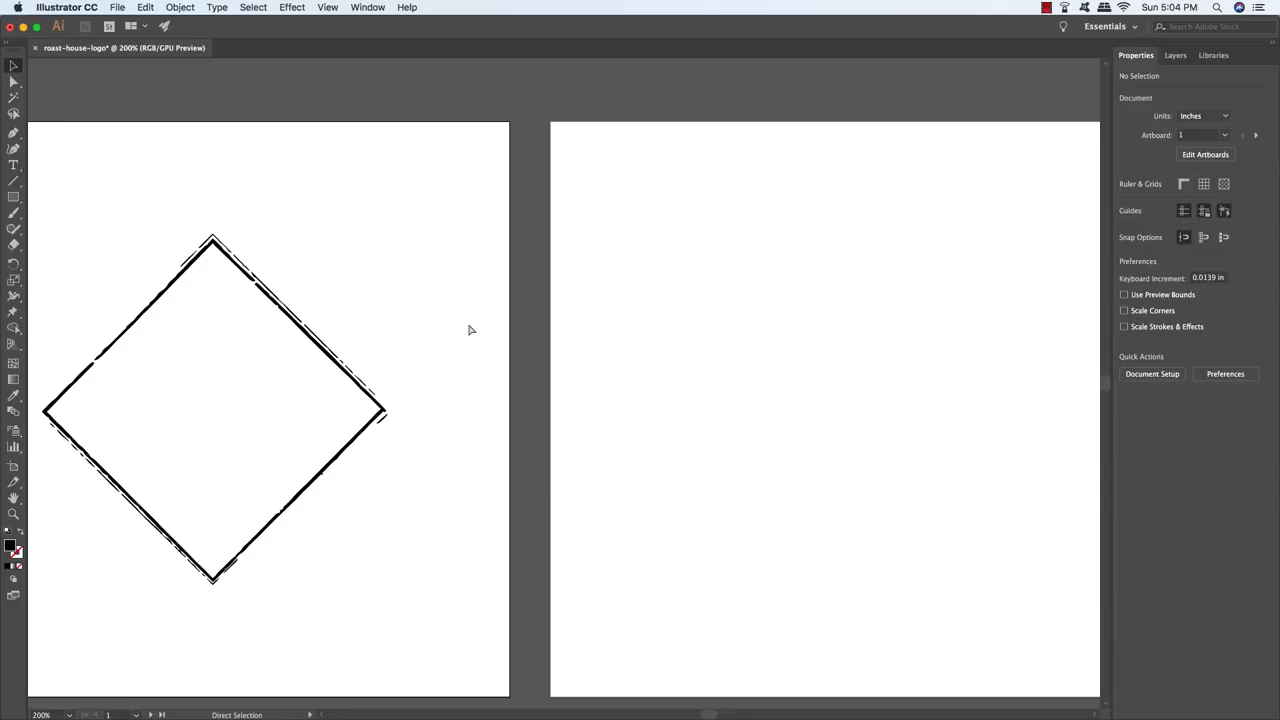 Illustrator CC File Edit Object Type Select Effect View Window Help
Sun 5:04 PM
Ai Br St
Essentials
Search Adobe Stock
× roast-house-logo* @ 200% (RGB/GPU Preview)
Properties Layers Libraries
No Selection
Document
Units: Inches
Artboard: 1
Edit Artboards
Ruler & Grids
Guides
Snap Options
Preferences
Keyboard Increment: 0.0139 in
Use Preview Bounds
Scale Corners
Scale Strokes & Effects
Quick Actions
Document Setup Preferences
200% 1 Direct Selection